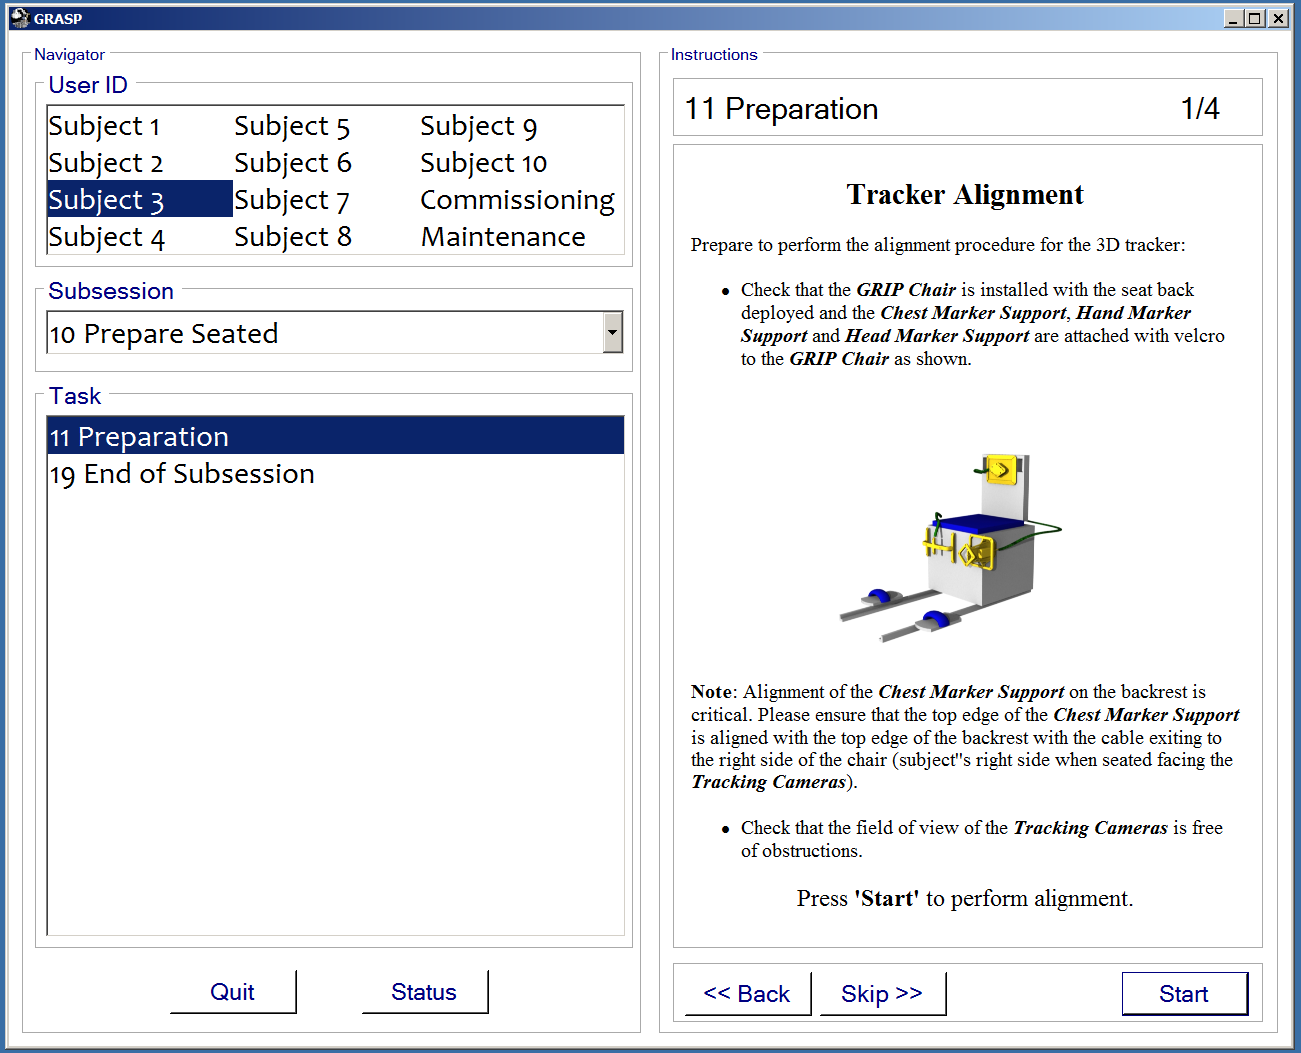 GRASP
Navigator
User ID
Subject 1
Subject 2
Subject 3
Subject 4
Subject 5
Subject 6
Subject 7
Subject 8
Subject 9
Subject 10
Commissioning
Maintenance
Subsession
10 Prepare Seated
Task
11 Preparation
19 End of Subsession
Quit
Status
Instructions
11 Preparation 1/4
Tracker Alignment
Prepare to perform the alignment procedure for the 3D tracker:
• Check that the GRIP Chair is installed with the seat back
deployed and the Chest Marker Support, Hand Marker
Support and Head Marker Support are attached with velcro
to the GRIP Chair as shown.
Note: Alignment of the Chest Marker Support on the backrest is
critical. Please ensure that the top edge of the Chest Marker Support
is aligned with the top edge of the backrest with the cable exiting to
the right side of the chair (subject''s right side when seated facing the
Tracking Cameras).
• Check that the field of view of the Tracking Cameras is free
of obstructions.
Press 'Start' to perform alignment.
<< Back
Skip >>
Start